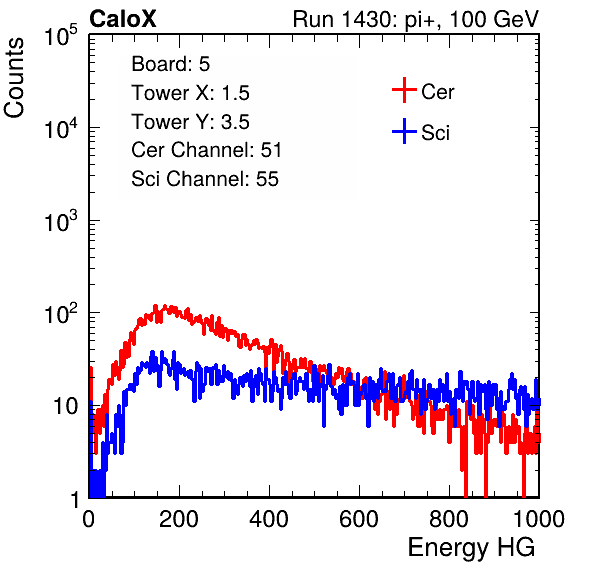 CaloX Run 1430: pi+, 100 GeV
Counts
Board: 5
Tower X: 1.5
Tower Y: 3.5
Cer Channel: 51
Sci Channel: 55
Cer
Sci
10^5
10^4
10^3
10^2
10
1
0 200 400 600 800 1000
Energy HG